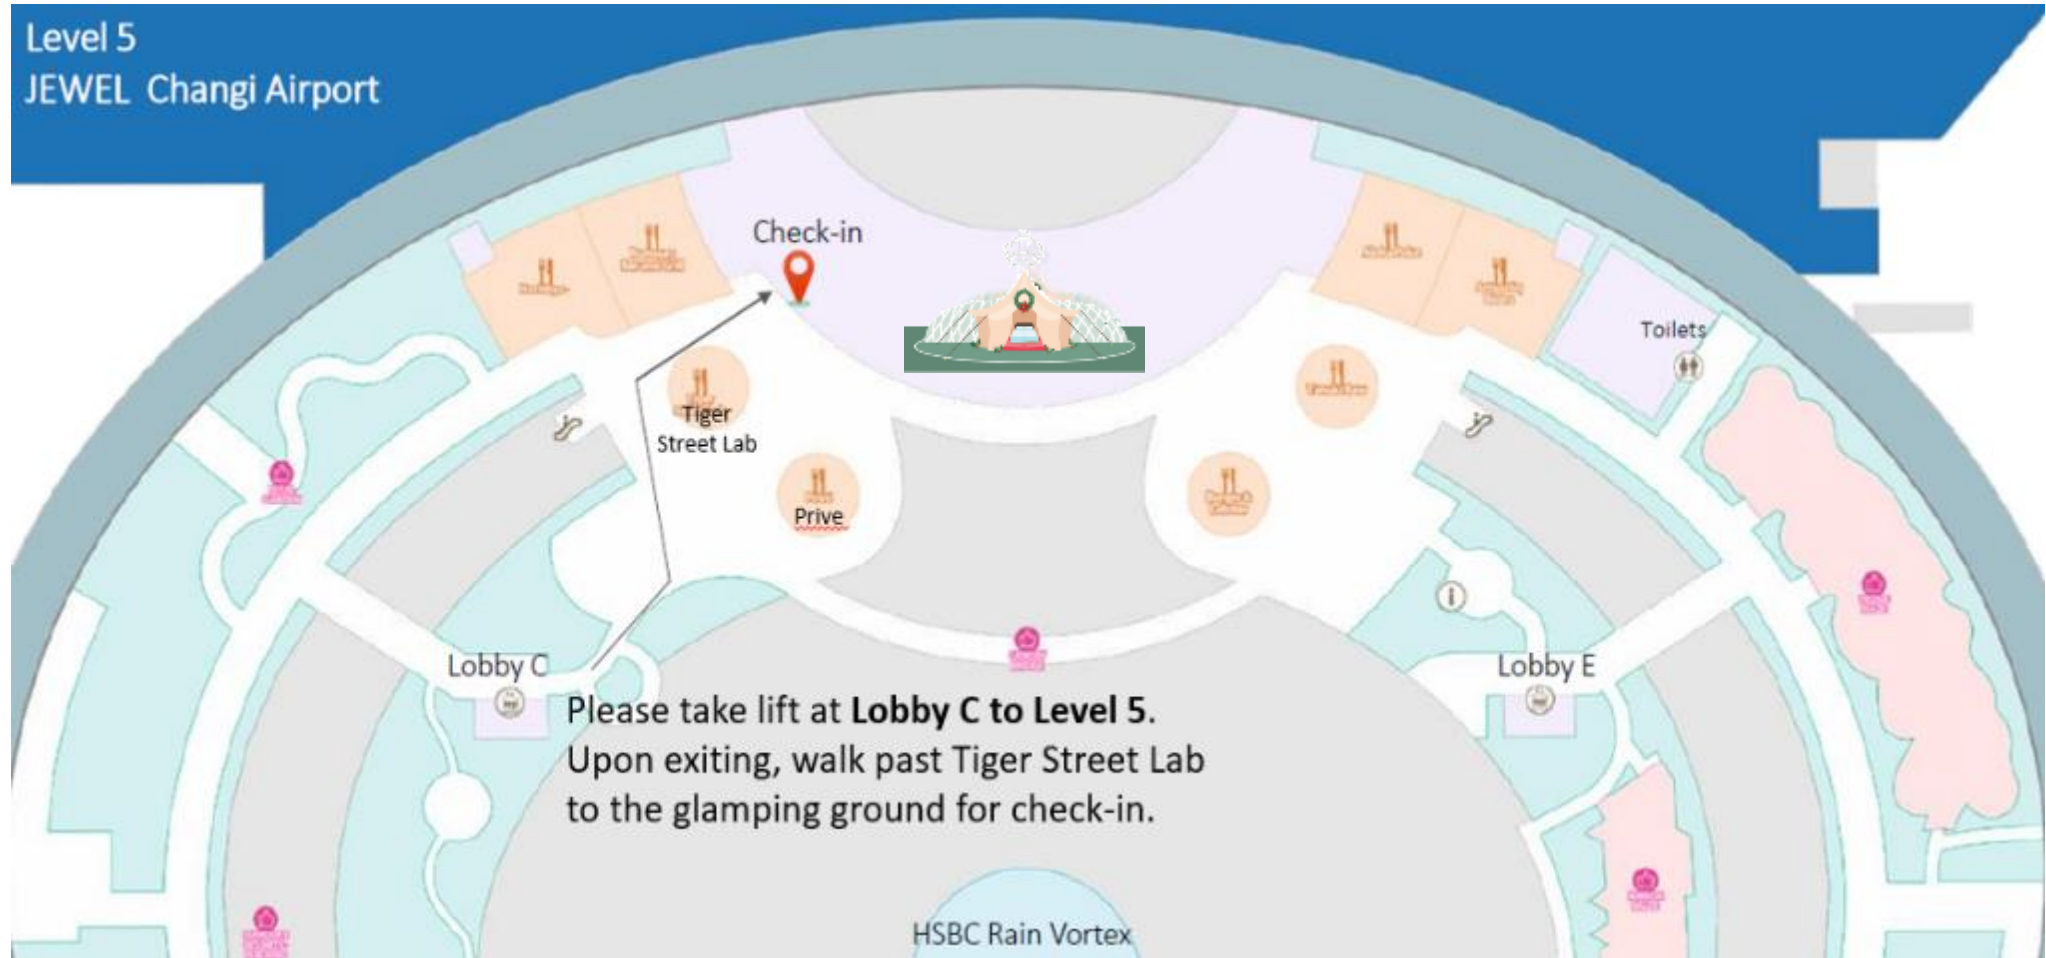 Level 5
JEWEL Changi Airport
Check-in
Toilets
Tiger
Street Lab
Prive
Lobby C
Lobby E
Please take lift at Lobby C to Level 5.
Upon exiting, walk past Tiger Street Lab
to the glamping ground for check-in.
HSBC Rain Vortex